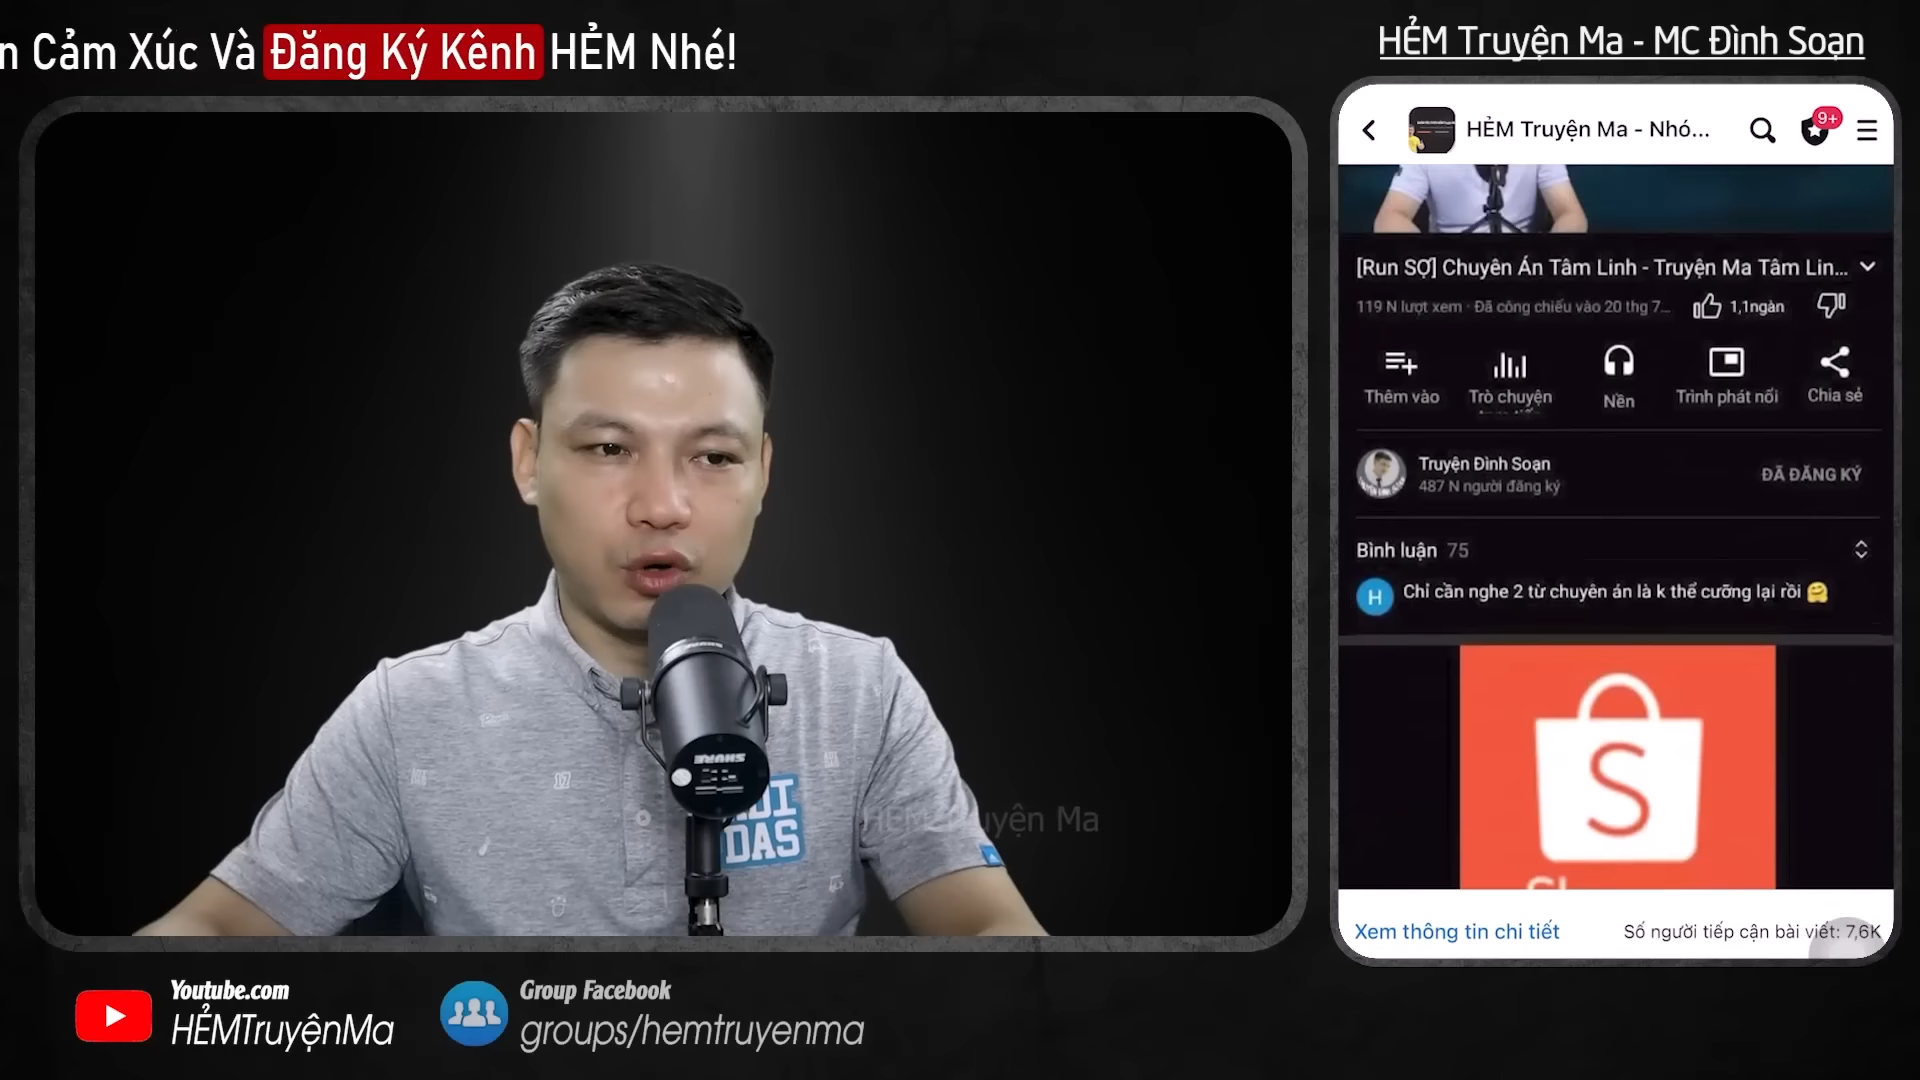 n Cảm Xúc Và Đăng Ký Kênh HẺM Nhé!
HẺM Truyện Ma - MC Đình Soạn
HẺM Truyện Ma - Nhó...
9+
[Run SỢ] Chuyên Án Tâm Linh - Truyện Ma Tâm Lin...
119 N lượt xem · Đã công chiếu vào 20 thg 7...
1,1ngàn
Thêm vào
Trò chuyện
Nền
Trình phát nổi
Chia sẻ
Truyện Đình Soạn
487 N người đăng ký
ĐÃ ĐĂNG KÝ
Bình luận 75
H
Chỉ cần nghe 2 từ chuyên án là k thể cưỡng lại rồi 🤗
S
Xem thông tin chi tiết
Số người tiếp cận bài viết: 7,6K
SHURE
DAS
Truyện Ma
Youtube.com
HẺMTruyệnMa
Group Facebook
groups/hemtruyenma